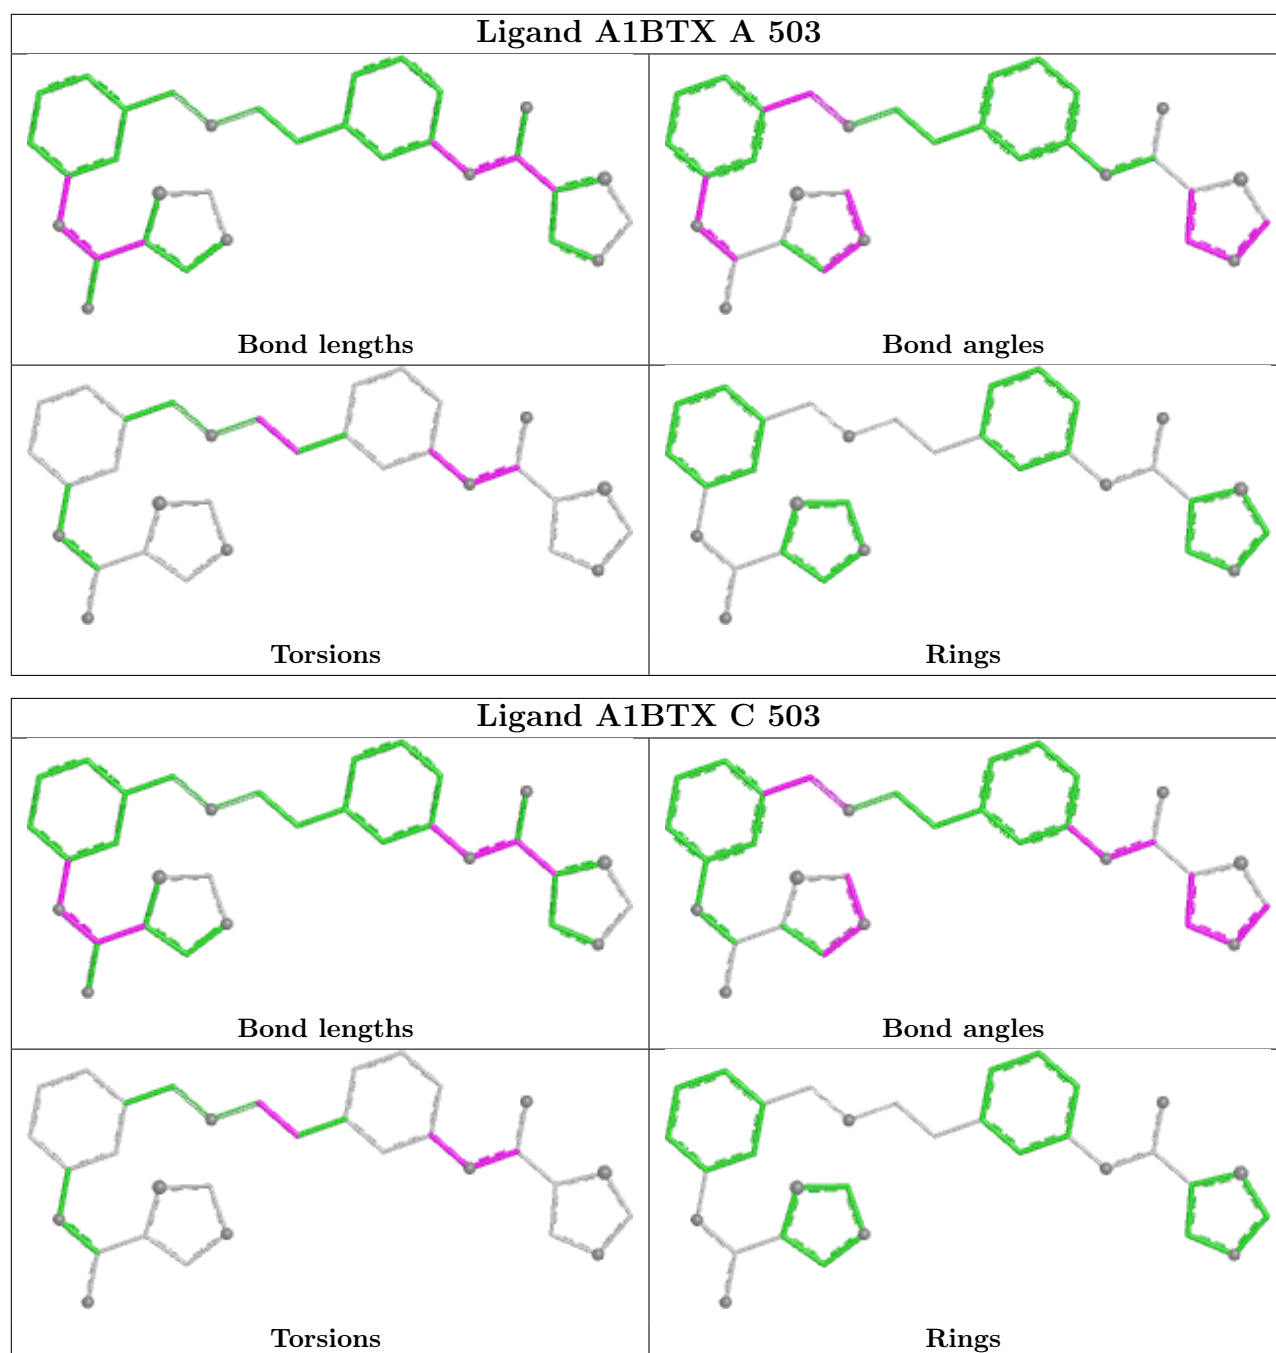 Ligand A1BTX A 503
Bond lengths
Bond angles
Torsions
Rings
Ligand A1BTX C 503
Bond lengths
Bond angles
Torsions
Rings